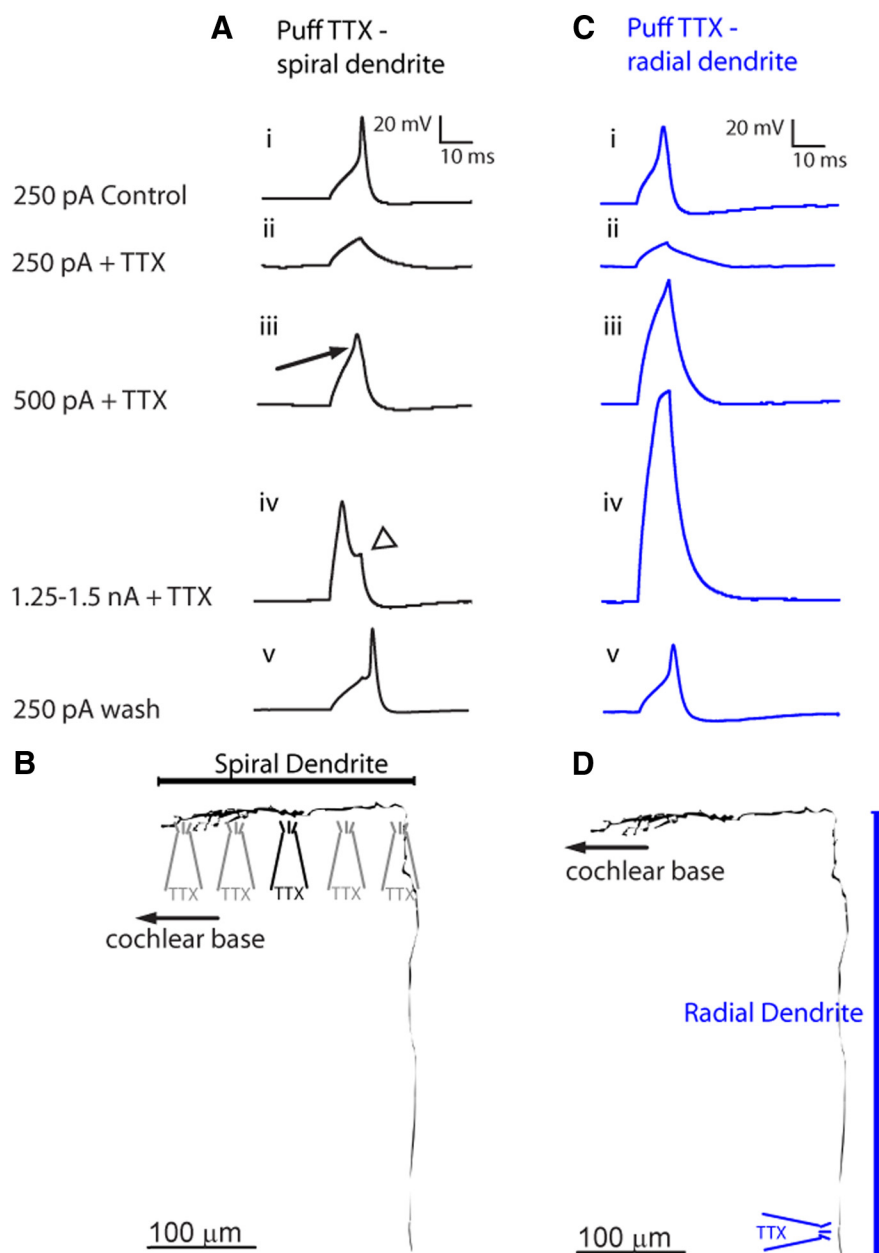 A
Puff TTX -
spiral dendrite
C
Puff TTX -
radial dendrite
i
20 mV
10 ms
i
20 mV
10 ms
250 pA Control
ii
ii
250 pA + TTX
iii
iii
500 pA + TTX
iv
iv
1.25-1.5 nA + TTX
v
v
250 pA wash
B
Spiral Dendrite
D
TTX
TTX
TTX
TTX
TTX
cochlear base
cochlear base
Radial Dendrite
TTX
100 μm
100 μm